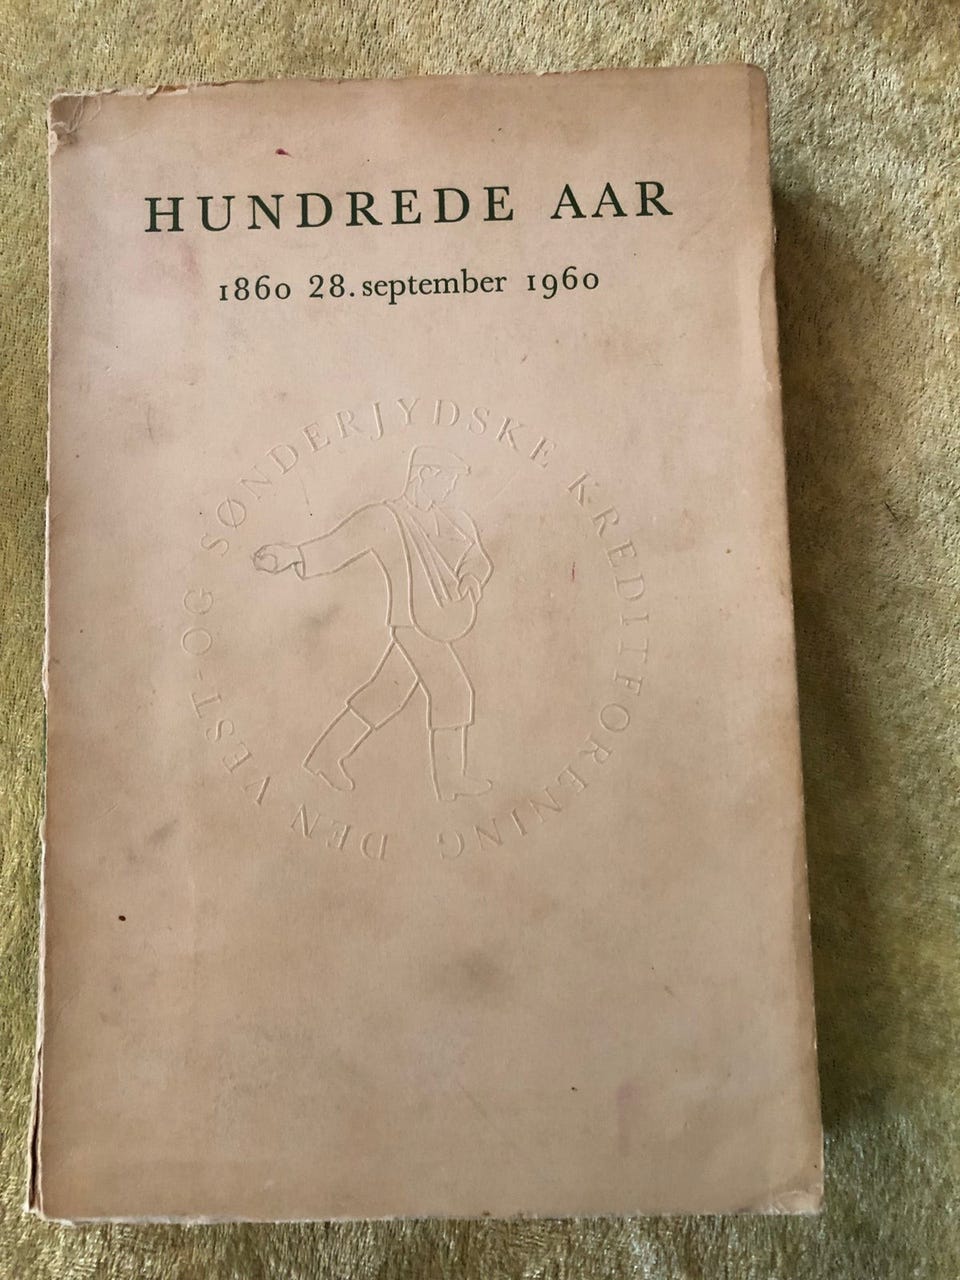 HUNDREDE AAR
1860 28. september 1960
DEN VEST- OG SØNDERJYDSKE KREDITFORENING